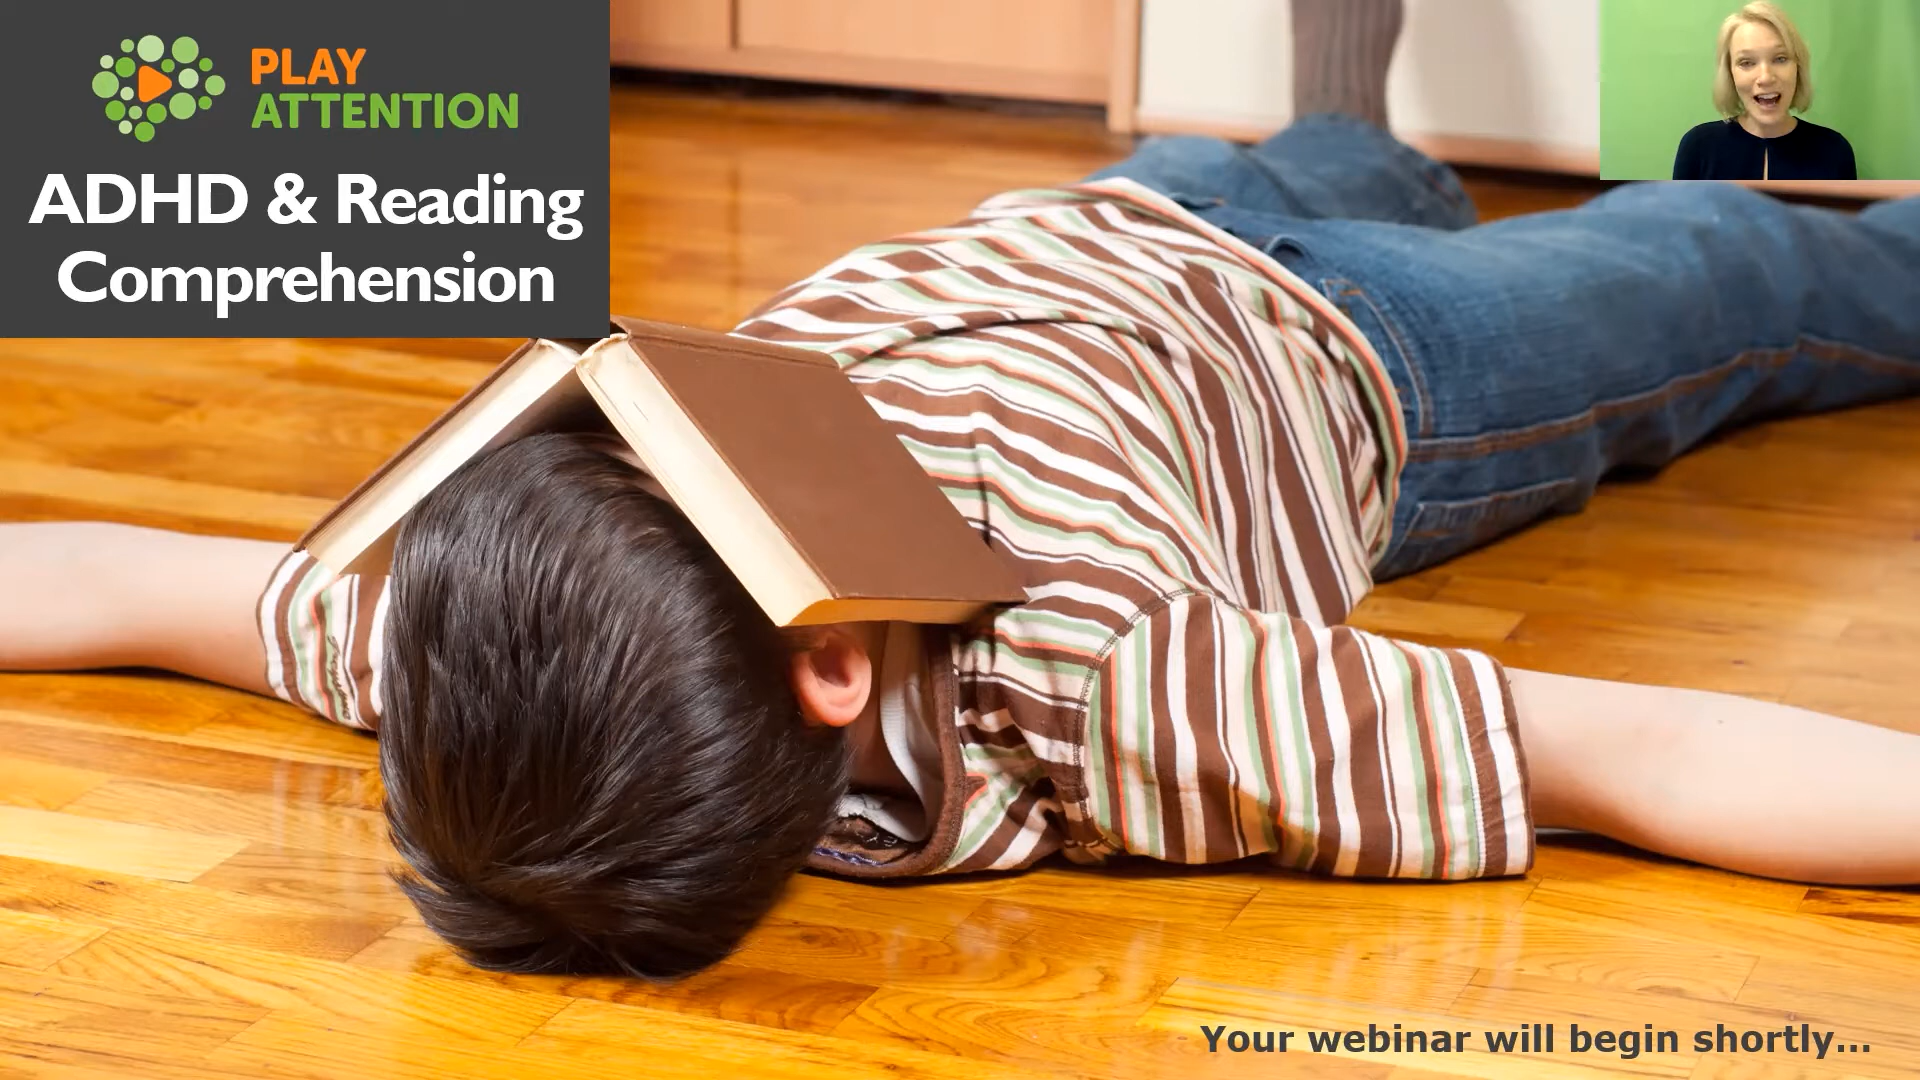 PLAY
ATTENTION
ADHD & Reading
Comprehension
Your webinar will begin shortly...